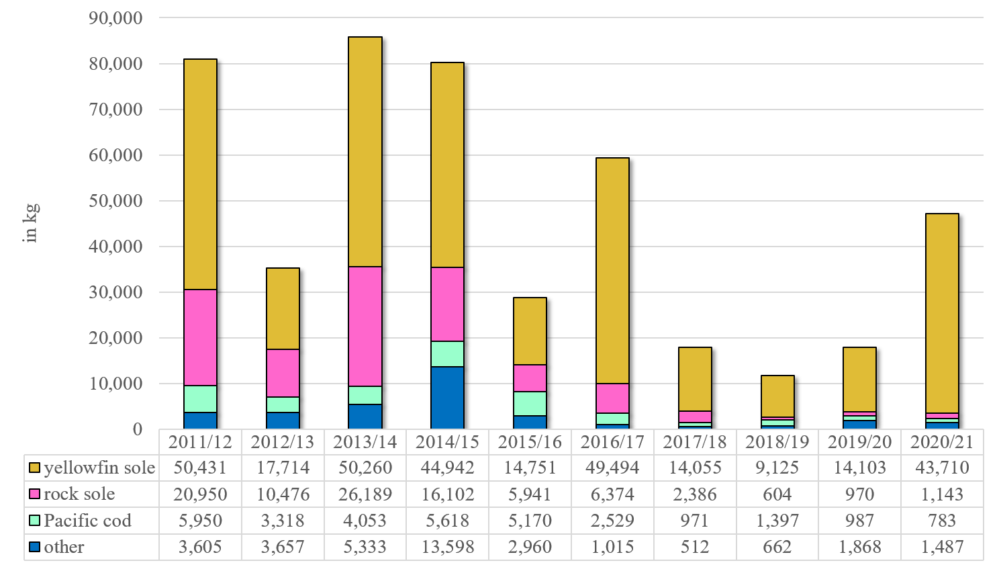 90,000
80,000
70,000
60,000
50,000
40,000
30,000
20,000
10,000
0
in kg
2011/12 2012/13 2013/14 2014/15 2015/16 2016/17 2017/18 2018/19 2019/20 2020/21
yellowfin sole 50,431 17,714 50,260 44,942 14,751 49,494 14,055 9,125 14,103 43,710
rock sole 20,950 10,476 26,189 16,102 5,941 6,374 2,386 604 970 1,143
Pacific cod 5,950 3,318 4,053 5,618 5,170 2,529 971 1,397 987 783
other 3,605 3,657 5,333 13,598 2,960 1,015 512 662 1,868 1,487